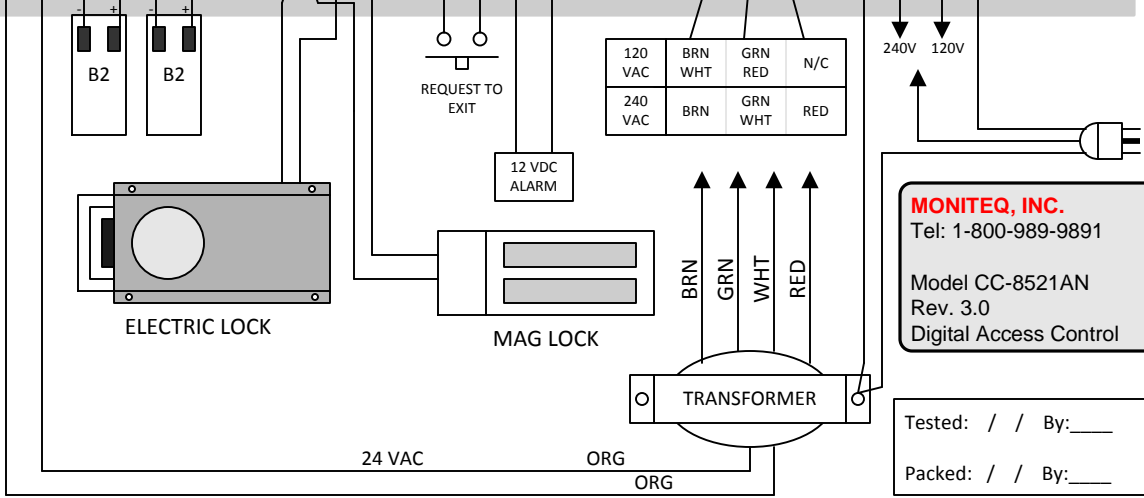 - + - +
B2 B2
REQUEST TO
EXIT
12 VDC
ALARM
120 VAC BRN WHT GRN RED N/C
240 VAC BRN GRN WHT RED
240V 120V
MONITEQ, INC.
Tel: 1-800-989-9891
Model CC-8521AN
Rev. 3.0
Digital Access Control
BRN GRN WHT RED
ELECTRIC LOCK
MAG LOCK
TRANSFORMER
Tested: / / By:____
Packed: / / By:____
24 VAC ORG
ORG